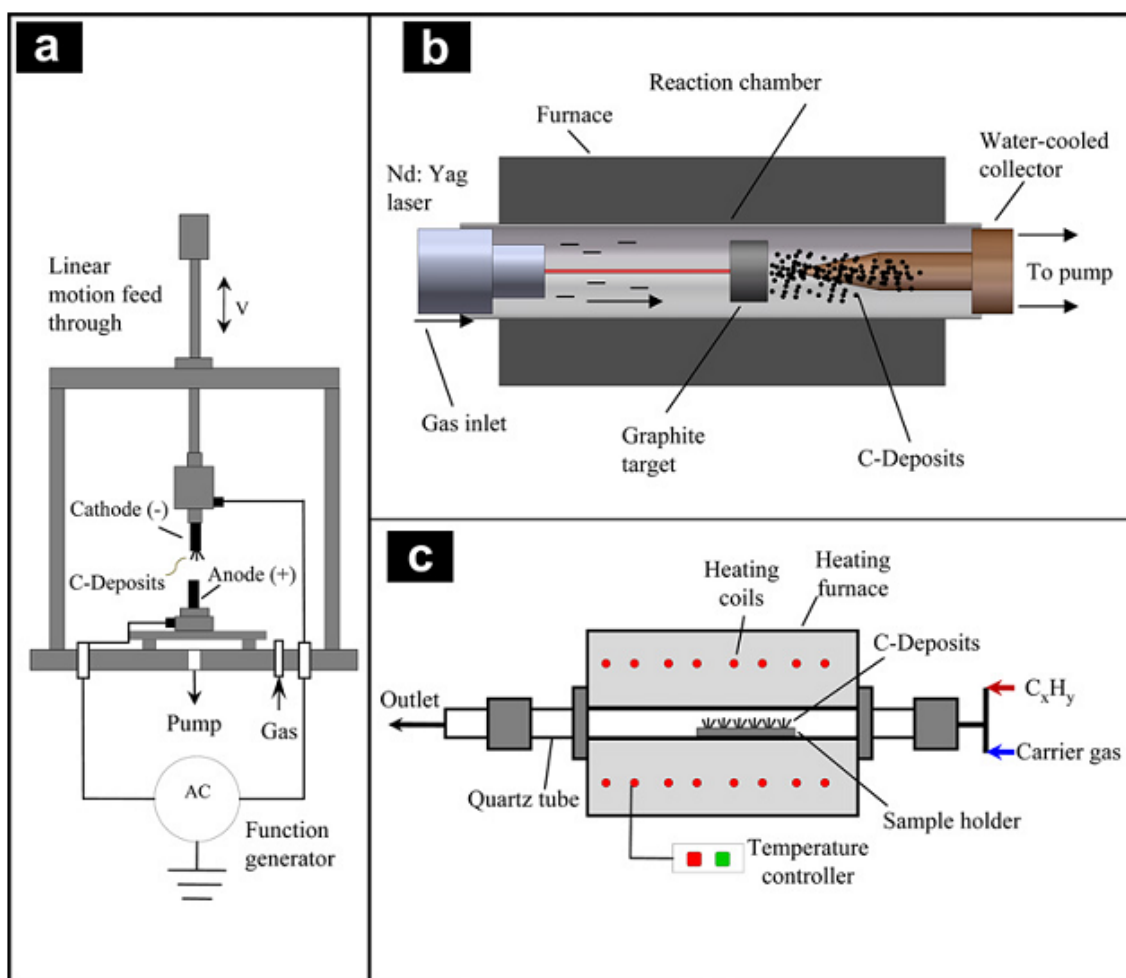 a
Linear
motion feed
through
V
Cathode (-)
C-Deposits
Anode (+)
Pump
Gas
AC
Function
generator
b
Reaction chamber
Furnace
Water-cooled
collector
Nd: Yag
laser
To pump
Gas inlet
Graphite
target
C-Deposits
c
Heating
coils
Heating
furnace
C-Deposits
Outlet
CxHy
Carrier gas
Quartz tube
Sample holder
Temperature
controller